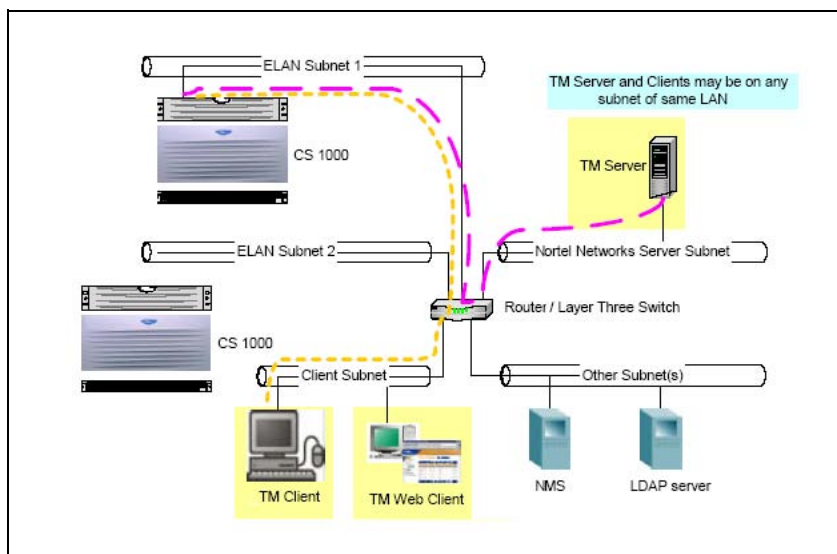 ELAN Subnet 1
TM Server and Clients may be on any
subnet of same LAN
CS 1000
TM Server
ELAN Subnet 2
Nortel Networks Server Subnet
Router / Layer Three Switch
CS 1000
Client Subnet
Other Subnet(s)
TM Client
TM Web Client
NMS
LDAP server